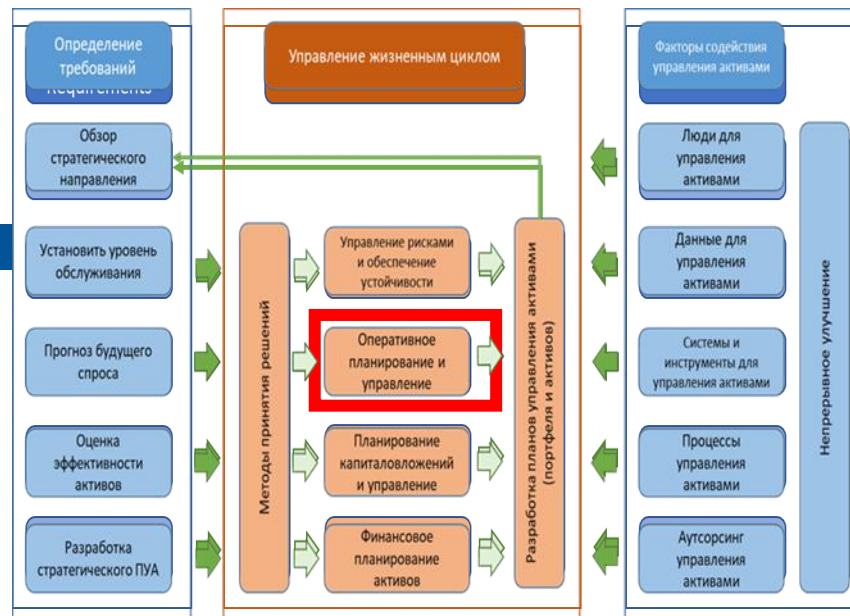 Определение
требований
Requirements
Обзор
стратегического
направления
Установить уровень
обслуживания
Прогноз будущего
спроса
Оценка
эффективности
активов
Разработка
стратегического ПУА
Управление жизненным циклом
Методы принятия решений
Управление рисками
и обеспечение
устойчивости
Оперативное
планирование и
управление
Планирование
капиталовложений
и управление
Финансовое
планирование
активов
Разработка планов управления активами
(портфеля и активов)
Факторы содействия
управления активами
Люди для
управления
активами
Данные для
управления
активами
Системы и
инструменты для
управления активами
Процессы
управления
активами
Аутсорсинг
управления
активами
Непрерывное улучшение